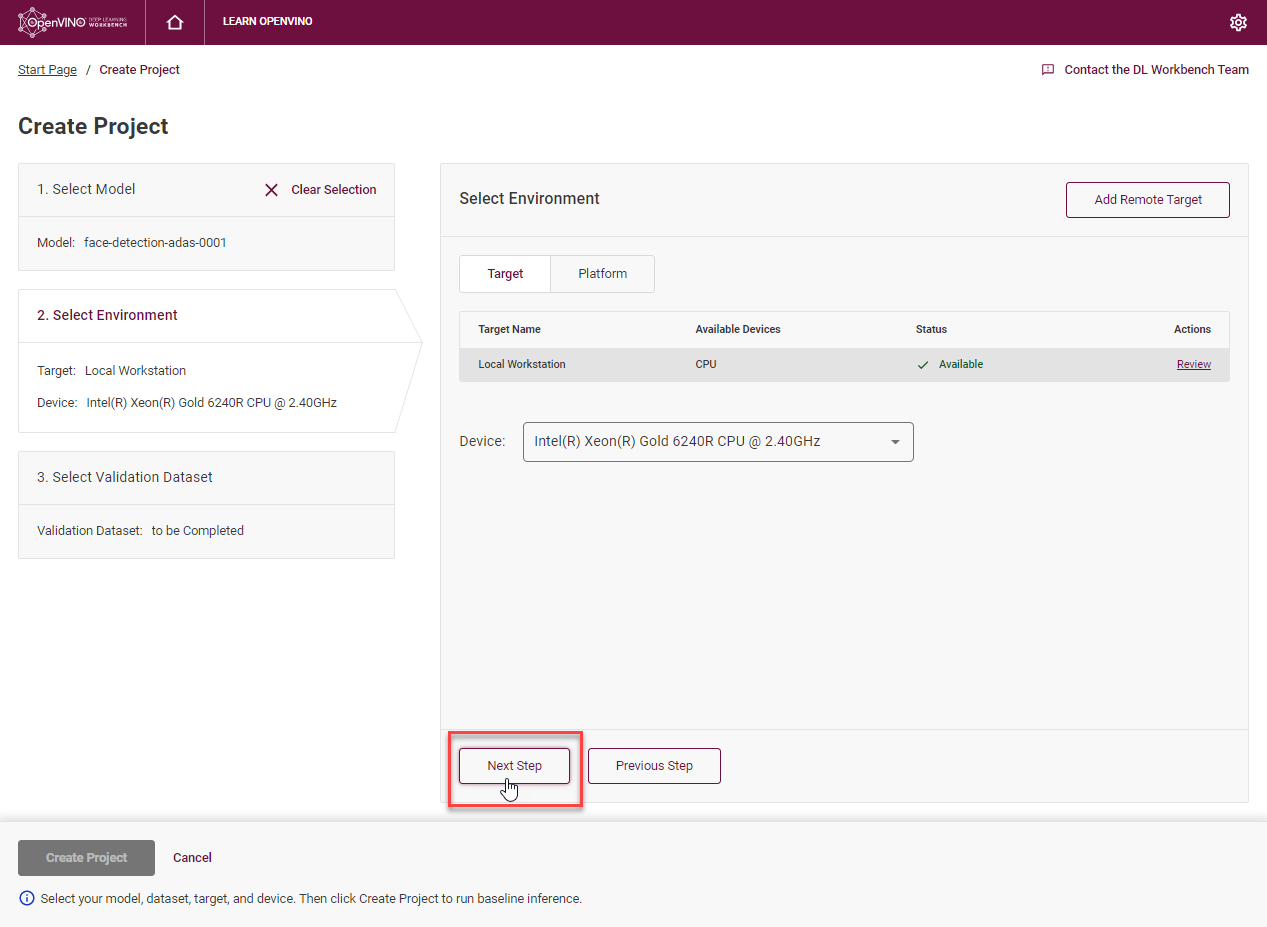 OpenVINO DEEP LEARNING WORKBENCH
LEARN OPENVINO
Start Page / Create Project
Contact the DL Workbench Team
Create Project
1. Select Model
Clear Selection
Model: face-detection-adas-0001
2. Select Environment
Target: Local Workstation
Device: Intel(R) Xeon(R) Gold 6240R CPU @ 2.40GHz
3. Select Validation Dataset
Validation Dataset: to be Completed
Select Environment
Add Remote Target
Target Platform
Target Name Available Devices Status Actions
Local Workstation CPU Available Review
Device: Intel(R) Xeon(R) Gold 6240R CPU @ 2.40GHz
Next Step Previous Step
Create Project Cancel
Select your model, dataset, target, and device. Then click Create Project to run baseline inference.